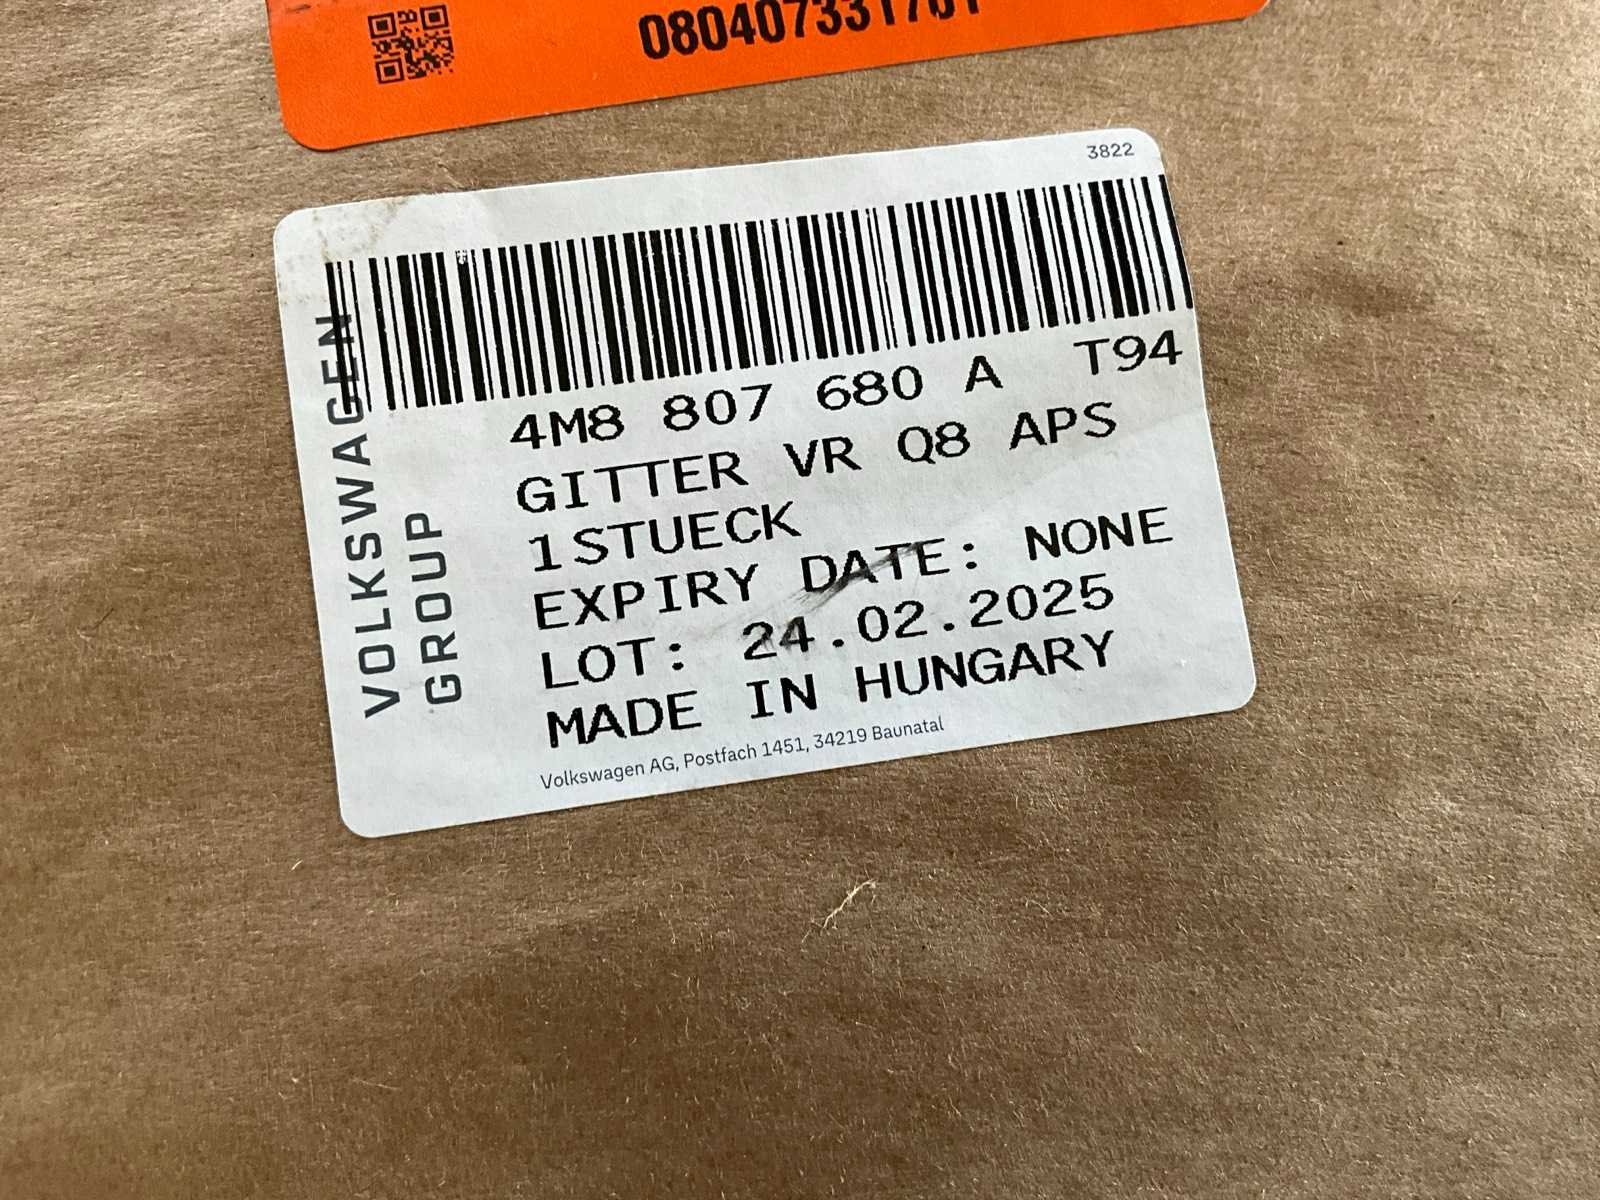 3822
VOLKSWAGEN
GROUP
4M8 807 680 A T94
GITTER VR Q8 APS
1STUECK
EXPIRY DATE: NONE
LOT: 24.02.2025
MADE IN HUNGARY
Volkswagen AG, Postfach 1451, 34219 Baunatal